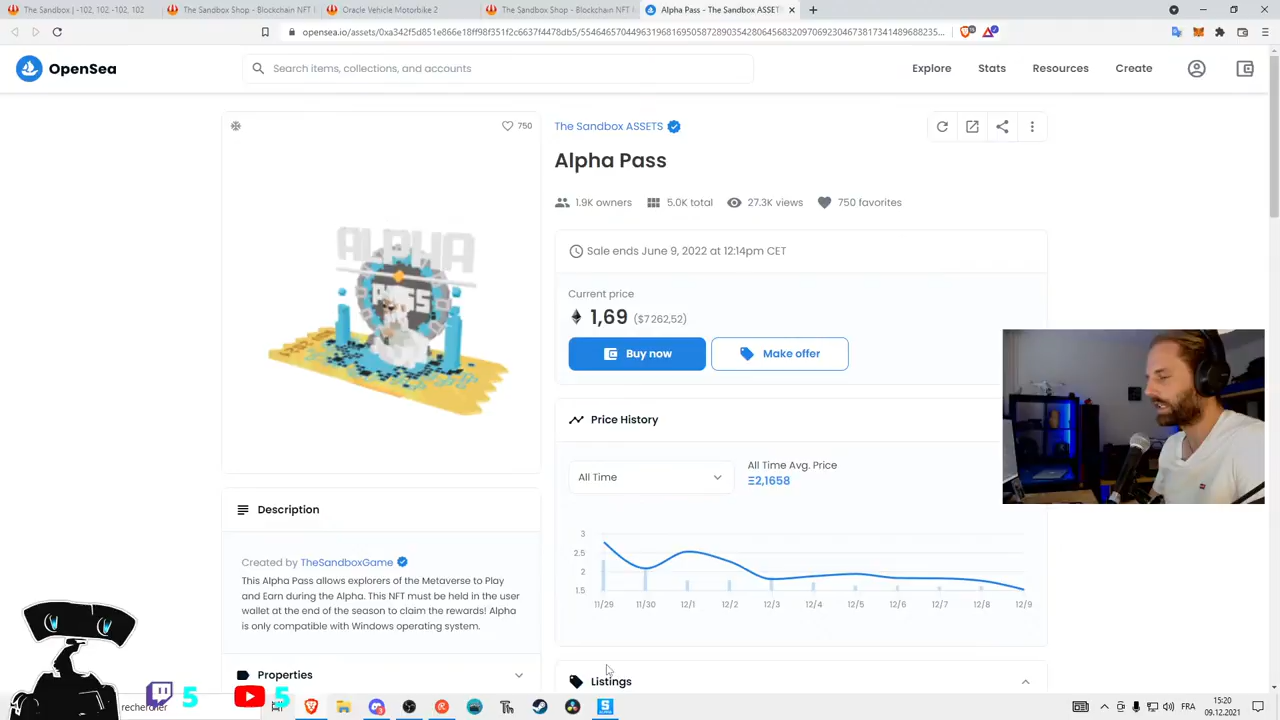 The Sandbox | -102, 102 -102, 102
The Sandbox Shop - Blockchain NFT
Oracle Vehicle Motorbike 2
The Sandbox Shop - Blockchain NFT
Alpha Pass - The Sandbox ASSET
opensea.io/assets/
OpenSea
Search items, collections, and accounts
Explore
Stats
Resources
Create
750
The Sandbox ASSETS
Alpha Pass
1.9K owners
5.0K total
27.3K views
750 favorites
Sale ends June 9, 2022 at 12:14pm CET
Current price
1,69 ($7 262,52)
Buy now
Make offer
ALPHA
PASS
Price History
All Time
All Time Avg. Price
Ξ2,1658
3
2.5
2
1.5
11/29 11/30 12/1 12/2 12/3 12/4 12/5 12/6 12/7 12/8 12/9
Description
Created by TheSandboxGame
This Alpha Pass allows explorers of the Metaverse to Play
and Earn during the Alpha. This NFT must be held in the user
wallet at the end of the season to claim the rewards! Alpha
is only compatible with Windows operating system.
Properties
Listings
5
5
rechercher
FRA
15:20
09.12.2021